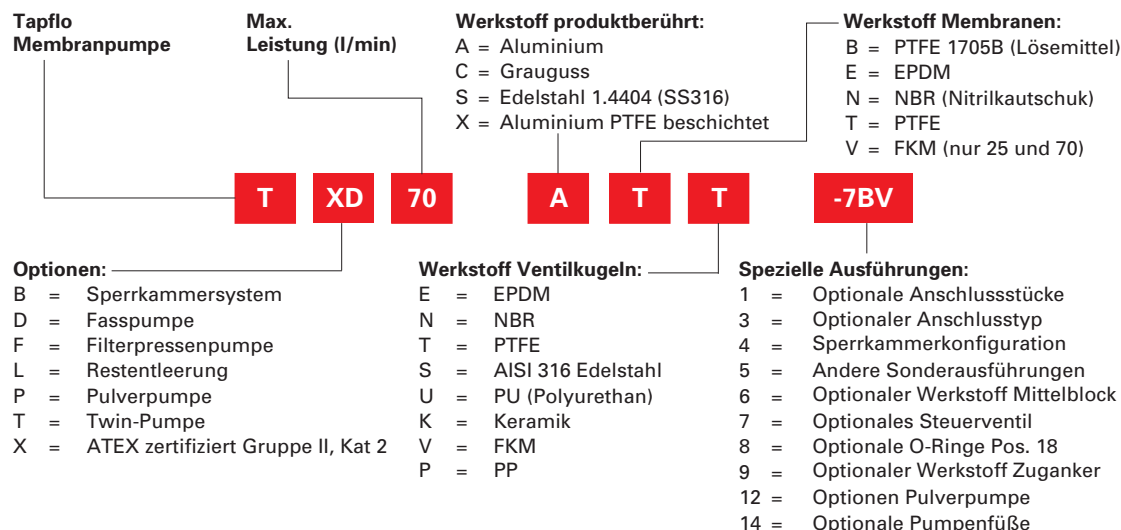 Tapflo
Membranpumpe
Max.
Leistung (l/min)
Werkstoff produktberührt:
A = Aluminium
C = Grauguss
S = Edelstahl 1.4404 (SS316)
X = Aluminium PTFE beschichtet
Werkstoff Membranen:
B = PTFE 1705B (Lösemittel)
E = EPDM
N = NBR (Nitrilkautschuk)
T = PTFE
V = FKM (nur 25 und 70)
T XD 70 A T T -7BV
Optionen:
B = Sperrkammersystem
D = Fasspumpe
F = Filterpressenpumpe
L = Restentleerung
P = Pulverpumpe
T = Twin-Pumpe
X = ATEX zertifiziert Gruppe II, Kat 2
Werkstoff Ventilkugeln:
E = EPDM
N = NBR
T = PTFE
S = AISI 316 Edelstahl
U = PU (Polyurethan)
K = Keramik
V = FKM
P = PP
Spezielle Ausführungen:
1 = Optionale Anschlussstücke
3 = Optionaler Anschlusstyp
4 = Sperrkammerkonfiguration
5 = Andere Sonderausführungen
6 = Optionaler Werkstoff Mittelblock
7 = Optionales Steuerventil
8 = Optionale O-Ringe Pos. 18
9 = Optionaler Werkstoff Zuganker
12 = Optionen Pulverpumpe
14 = Optionale Pumpenfüße